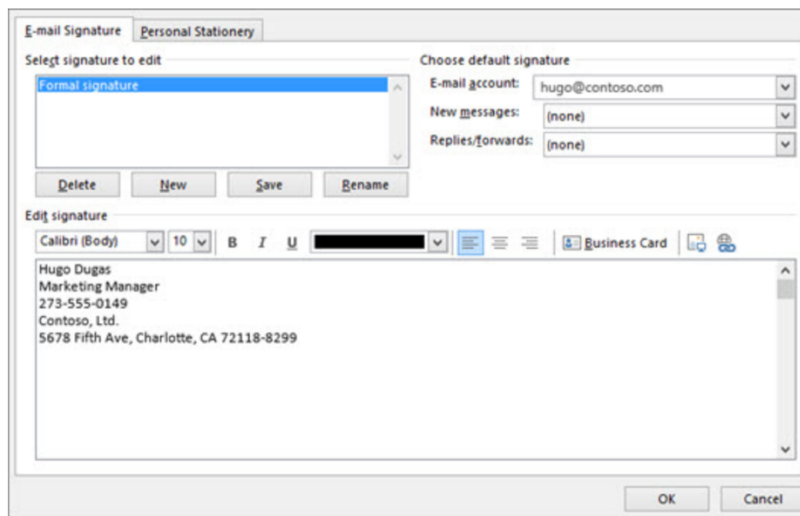 E-mail Signature Personal Stationery
Select signature to edit
Choose default signature
Formal signature
E-mail account: hugo@contoso.com
New messages: (none)
Replies/forwards: (none)
Delete New Save Rename
Edit signature
Calibri (Body) 10 B I U Business Card
Hugo Dugas
Marketing Manager
273-555-0149
Contoso, Ltd.
5678 Fifth Ave, Charlotte, CA 72118-8299
OK Cancel